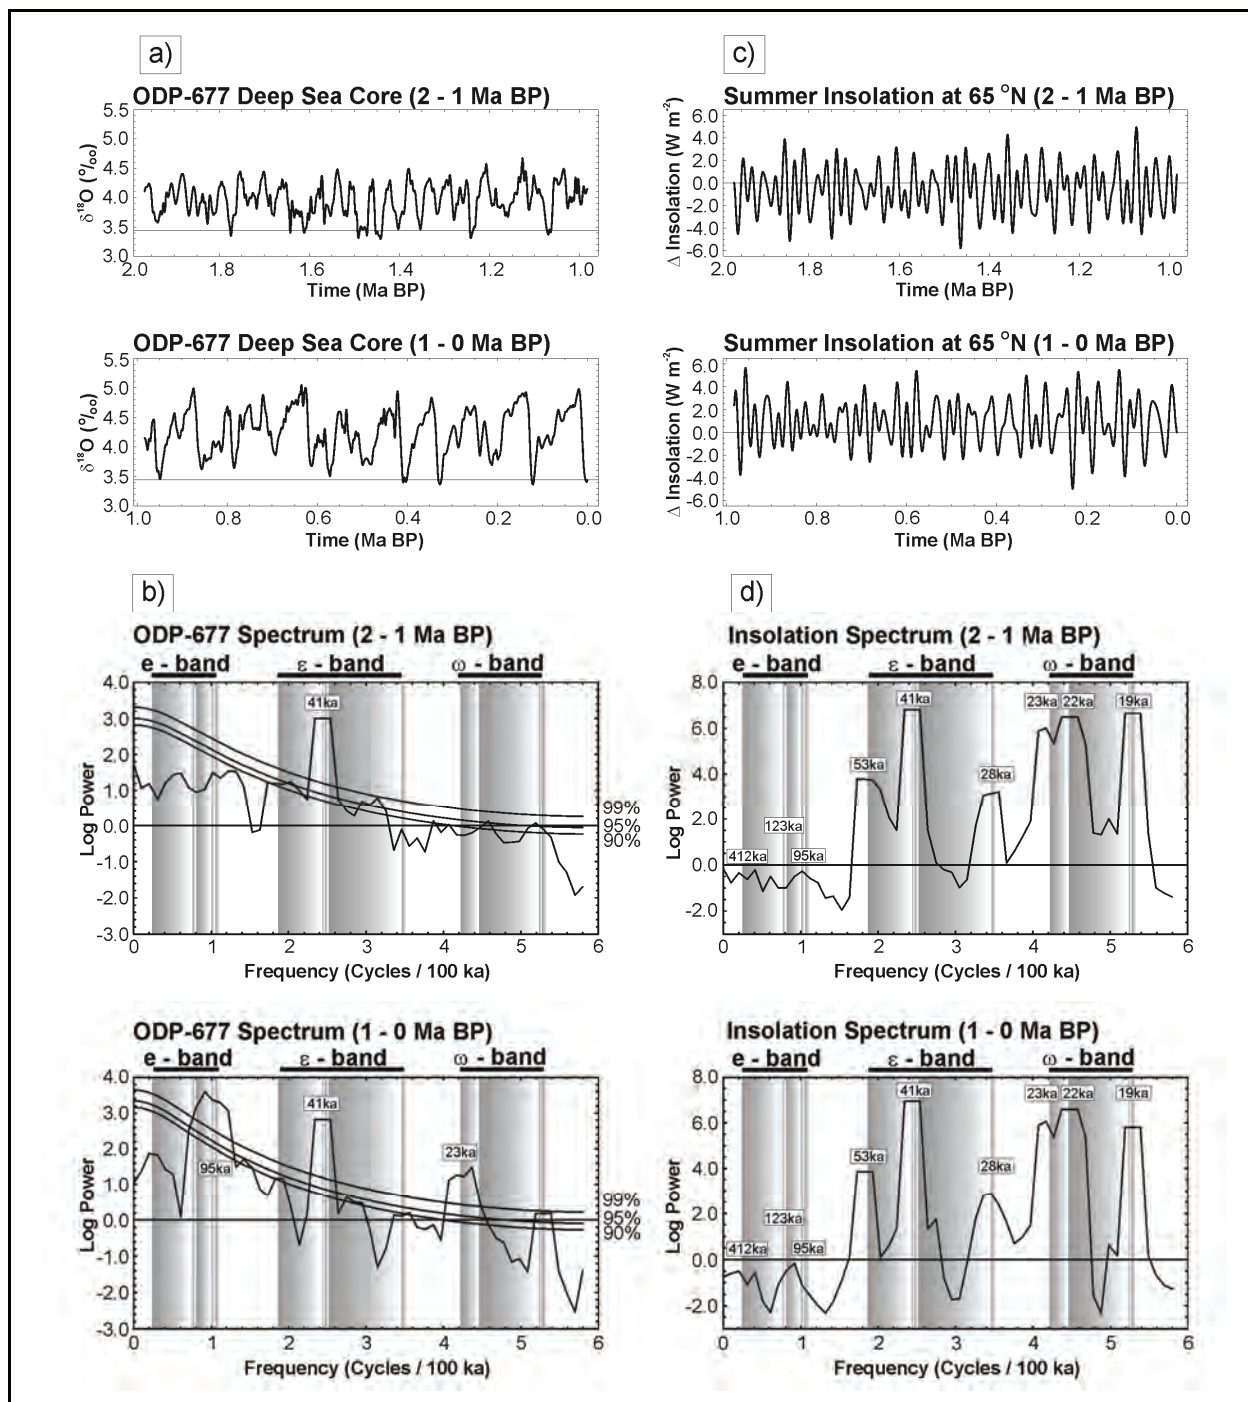 a)
ODP-677 Deep Sea Core (2 - 1 Ma BP)
5.5
5.0
4.5
4.0
3.5
3.0
δ18O (o/oo)
2.0 1.8 1.6 1.4 1.2 1.0
Time (Ma BP)
ODP-677 Deep Sea Core (1 - 0 Ma BP)
5.5
5.0
4.5
4.0
3.5
3.0
δ18O (o/oo)
1.0 0.8 0.6 0.4 0.2 0.0
Time (Ma BP)
c)
Summer Insolation at 65 °N (2 - 1 Ma BP)
6.0
4.0
2.0
0.0
-2.0
-4.0
-6.0
Δ Insolation (W m-2)
2.0 1.8 1.6 1.4 1.2 1.0
Time (Ma BP)
Summer Insolation at 65 °N (1 - 0 Ma BP)
6.0
4.0
2.0
0.0
-2.0
-4.0
-6.0
Δ Insolation (W m-2)
1.0 0.8 0.6 0.4 0.2 0.0
Time (Ma BP)
b)
ODP-677 Spectrum (2 - 1 Ma BP)
e - band ε - band ω - band
4.0
3.0
2.0
1.0
0.0
-1.0
-2.0
-3.0
Log Power
41ka
99%
95%
90%
0 1 2 3 4 5 6
Frequency (Cycles / 100 ka)
ODP-677 Spectrum (1 - 0 Ma BP)
e - band ε - band ω - band
4.0
3.0
2.0
1.0
0.0
-1.0
-2.0
-3.0
Log Power
95ka
41ka
23ka
99%
95%
90%
0 1 2 3 4 5 6
Frequency (Cycles / 100 ka)
d)
Insolation Spectrum (2 - 1 Ma BP)
e - band ε - band ω - band
8.0
6.0
4.0
2.0
0.0
-2.0
Log Power
41ka 23ka 22ka 19ka
53ka 28ka
123ka
412ka 95ka
0 1 2 3 4 5 6
Frequency (Cycles / 100 ka)
Insolation Spectrum (1 - 0 Ma BP)
e - band ε - band ω - band
8.0
6.0
4.0
2.0
0.0
-2.0
Log Power
41ka 23ka 22ka 19ka
53ka 28ka
123ka
412ka 95ka
0 1 2 3 4 5 6
Frequency (Cycles / 100 ka)